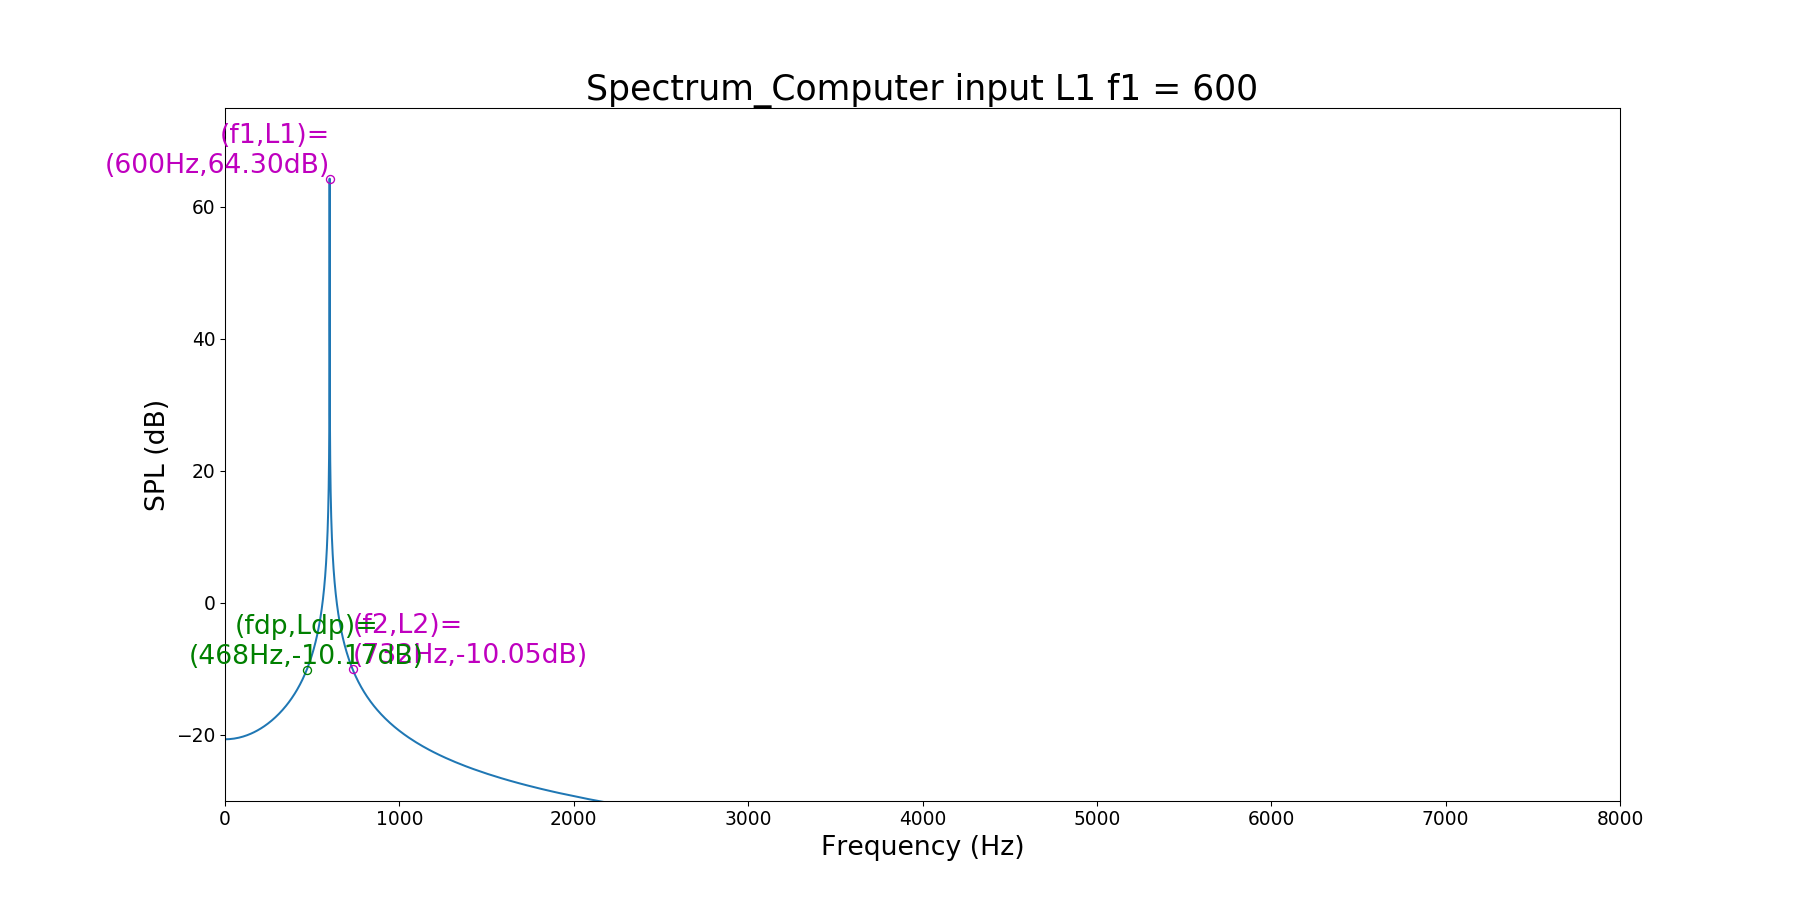 Spectrum_Computer input L1 f1 = 600
(f1,L1)=
(600Hz,64.30dB)
60
40
20
0
−20
SPL (dB)
(fdp,Ldp)=
(468Hz,-10.17dB)
(f2,L2)=
(732Hz,-10.05dB)
0 1000 2000 3000 4000 5000 6000 7000 8000
Frequency (Hz)